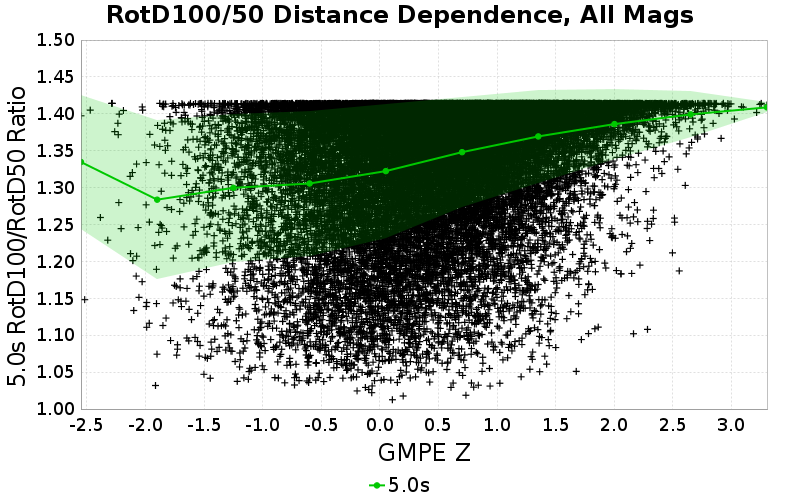 RotD100/50 Distance Dependence, All Mags
5.0s RotD100/RotD50 Ratio
1.50
1.45
1.40
1.35
1.30
1.25
1.20
1.15
1.10
1.05
1.00
-2.5 -2.0 -1.5 -1.0 -0.5 0.0 0.5 1.0 1.5 2.0 2.5 3.0
GMPE Z
5.0s